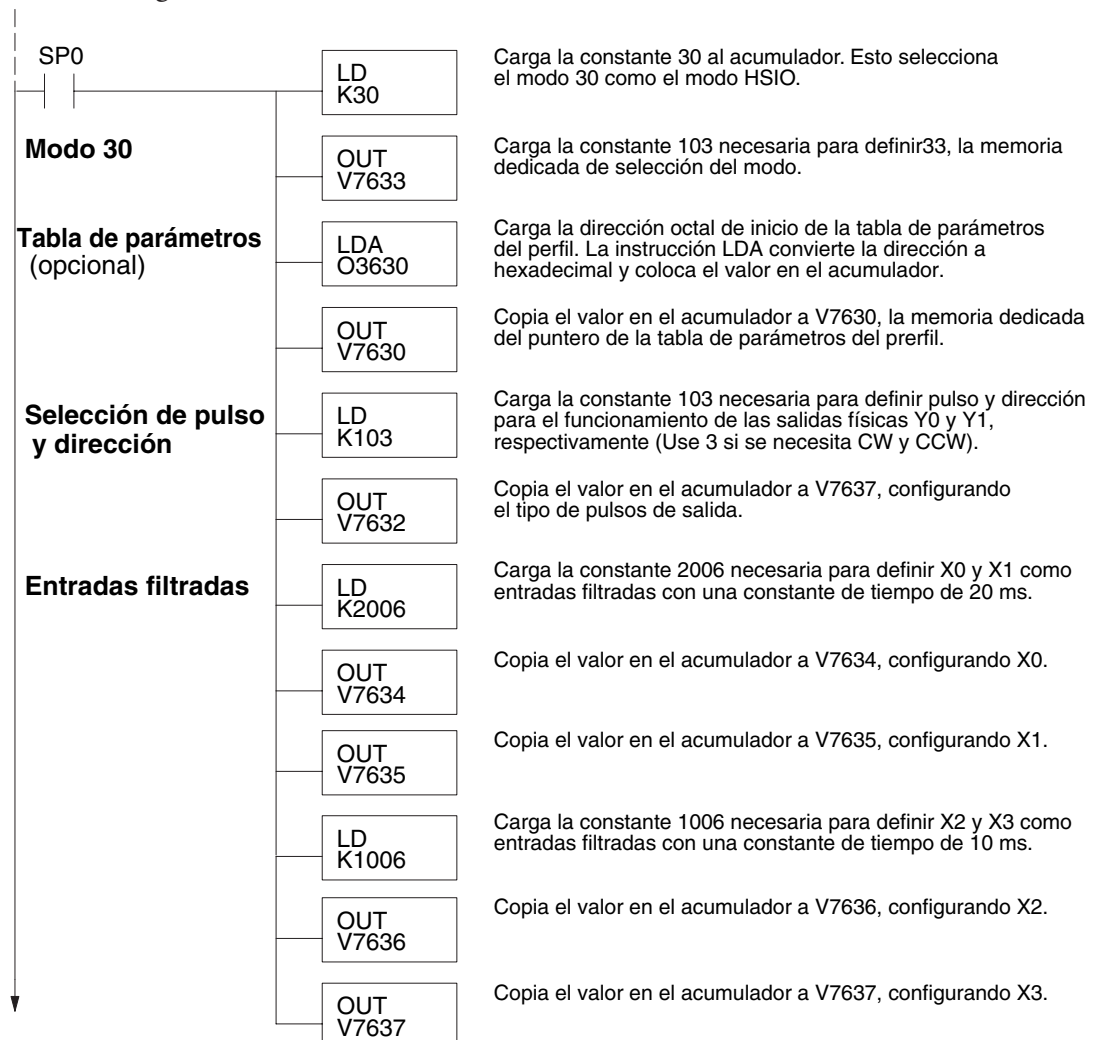 SP0
LD
K30
Carga la constante 30 al acumulador. Esto selecciona
el modo 30 como el modo HSIO.
Modo 30
OUT
V7633
Carga la constante 103 necesaria para definir33, la memoria
dedicada de selección del modo.
Tabla de parámetros
(opcional)
LDA
O3630
Carga la dirección octal de inicio de la tabla de parámetros
del perfil. La instrucción LDA convierte la dirección a
hexadecimal y coloca el valor en el acumulador.
OUT
V7630
Copia el valor en el acumulador a V7630, la memoria dedicada
del puntero de la tabla de parámetros del prerfil.
Selección de pulso
y dirección
LD
K103
Carga la constante 103 necesaria para definir pulso y dirección
para el funcionamiento de las salidas físicas Y0 y Y1,
respectivamente (Use 3 si se necesita CW y CCW).
OUT
V7632
Copia el valor en el acumulador a V7637, configurando
el tipo de pulsos de salida.
Entradas filtradas
LD
K2006
Carga la constante 2006 necesaria para definir X0 y X1 como
entradas filtradas con una constante de tiempo de 20 ms.
OUT
V7634
Copia el valor en el acumulador a V7634, configurando X0.
OUT
V7635
Copia el valor en el acumulador a V7635, configurando X1.
LD
K1006
Carga la constante 1006 necesaria para definir X2 y X3 como
entradas filtradas con una constante de tiempo de 10 ms.
OUT
V7636
Copia el valor en el acumulador a V7636, configurando X2.
OUT
V7637
Copia el valor en el acumulador a V7637, configurando X3.